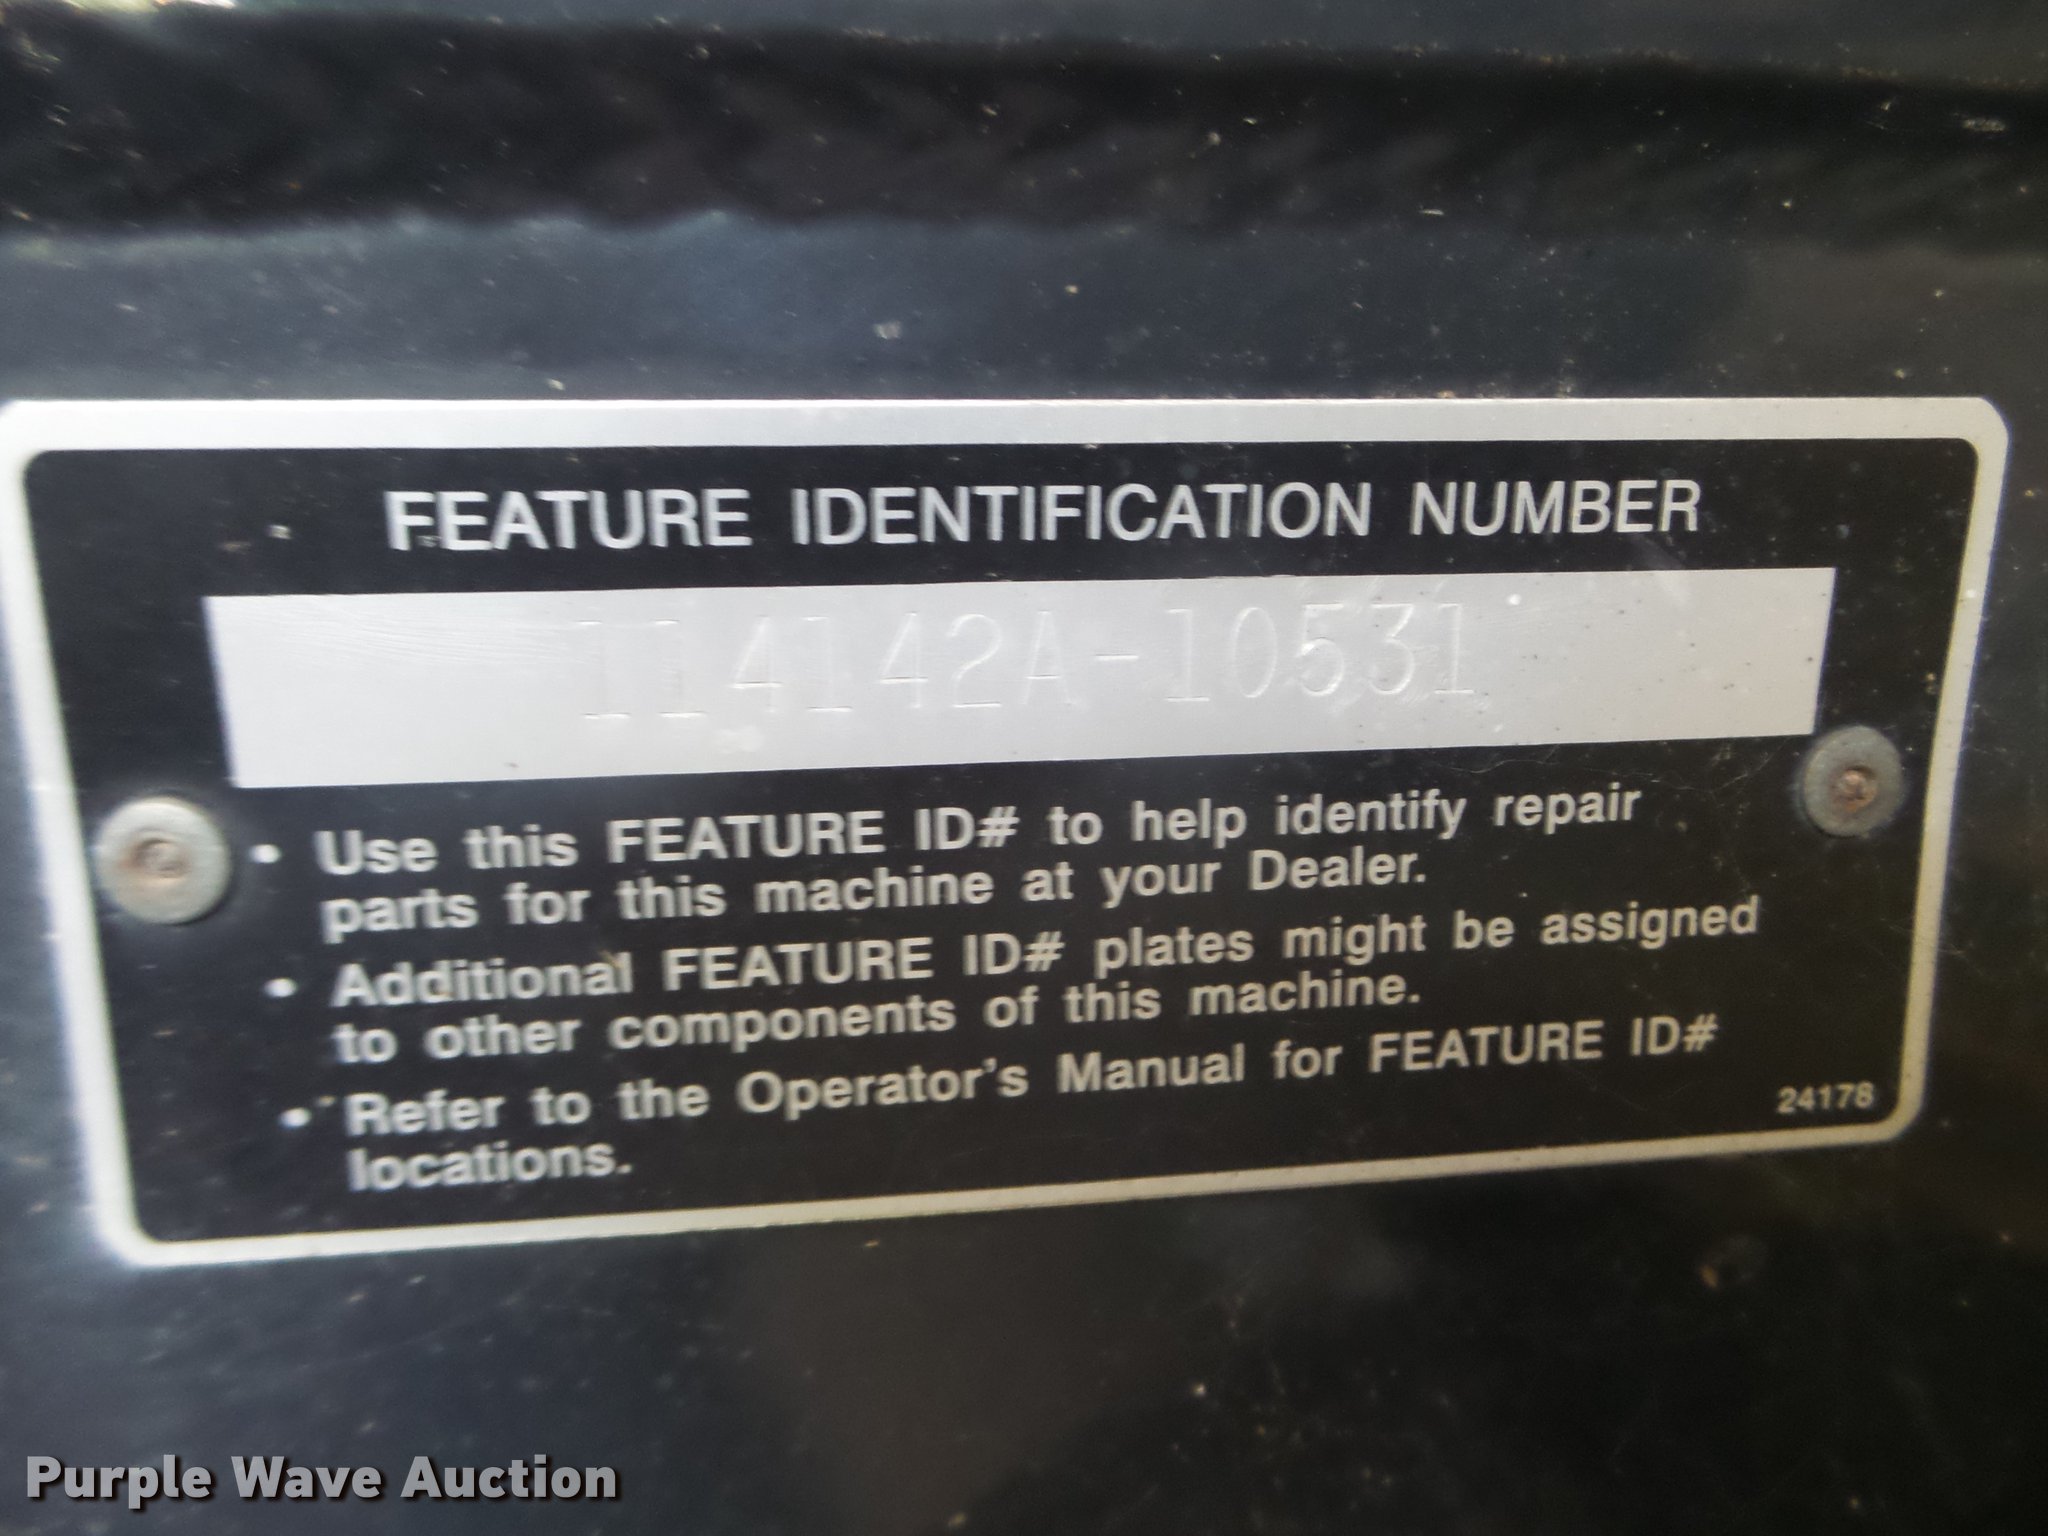 FEATURE IDENTIFICATION NUMBER
114142A-10531
• Use this FEATURE ID# to help identify repair
parts for this machine at your Dealer.
• Additional FEATURE ID# plates might be assigned
to other components of this machine.
• Refer to the Operator's Manual for FEATURE ID#
locations.
24178
Purple Wave Auction